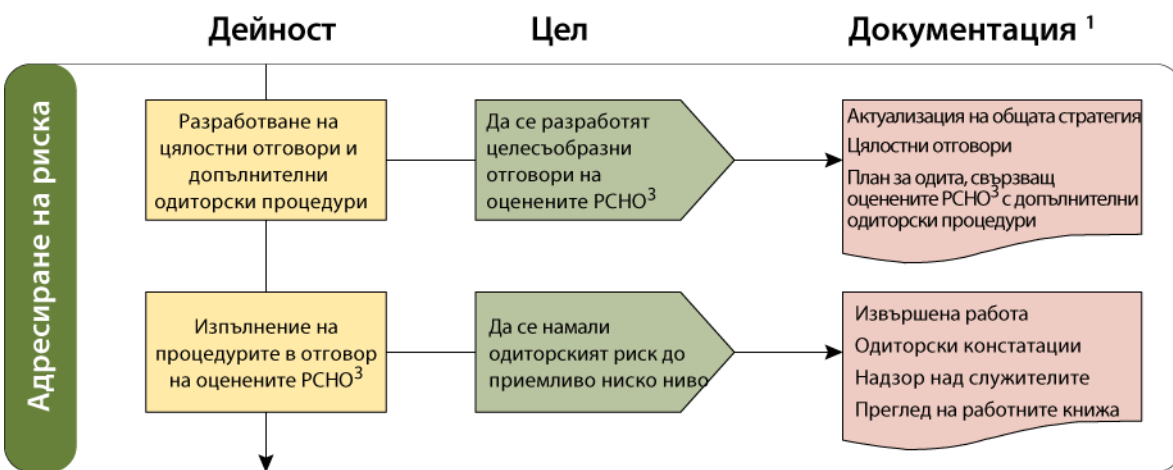 Дейност
Цел
Документация ¹
Адресиране на риска
Разработване на
цялостни отговори и
допълнителни
одиторски процедури
Да се разработят
целесъобразни
отговори на
оценените РСНО³
Актуализация на общата стратегия
Цялостни отговори
План за одита, свързващ
оценените РСНО³ с допълнителни
одиторски процедури
Изпълнение на
процедурите в отговор
на оценените РСНО³
Да се намали
одиторският риск до
приемливо ниско ниво
Извършена работа
Одиторски констатации
Надзор над служителите
Преглед на работните книжа